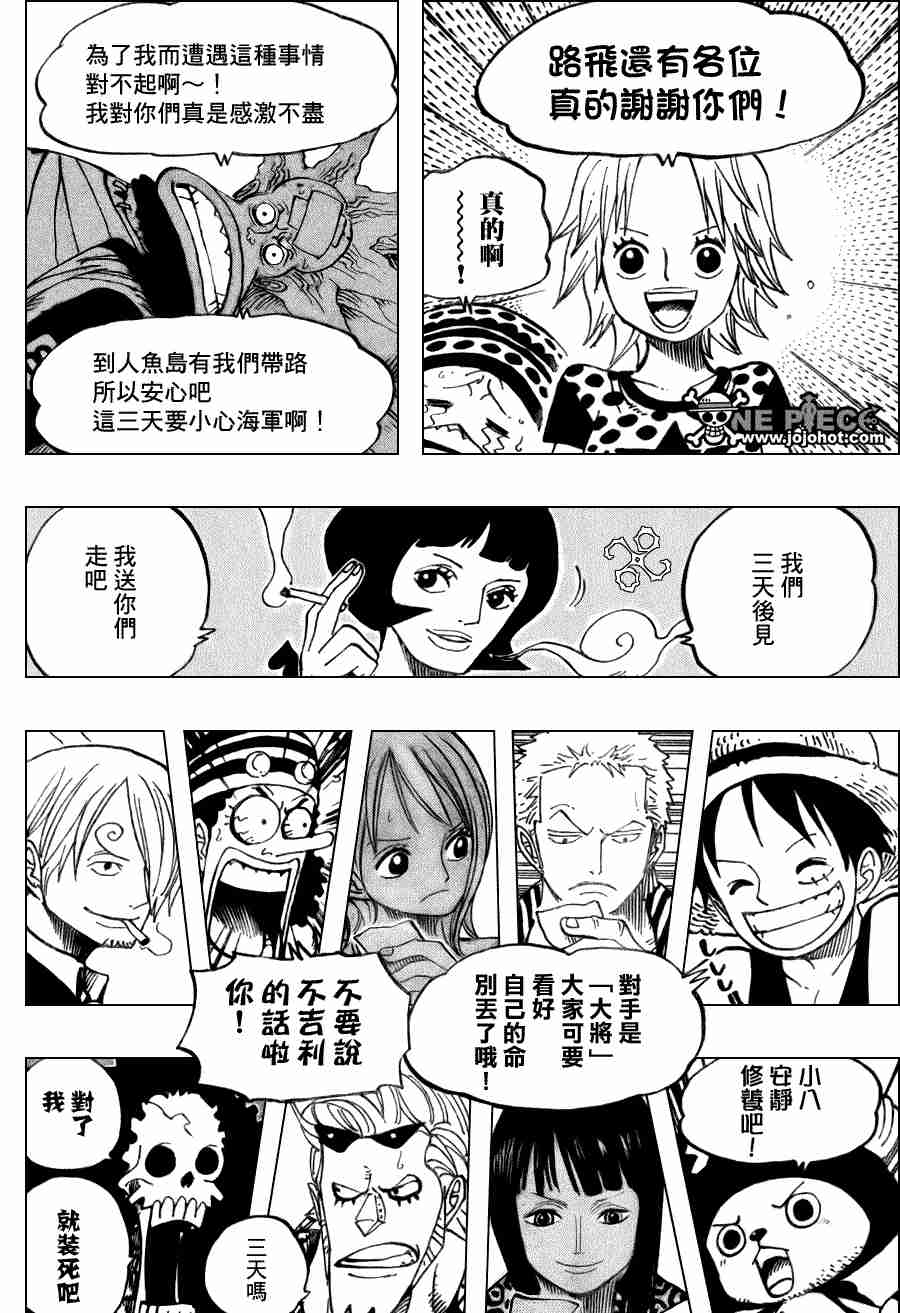 路飛還有各位
真的謝謝你們！
真的啊
～～～～！
ONE PIECE
www.jojohot.com
為了我而遭遇這種事情
對不起啊～！
我對你們真是感激不盡
到人魚島有我們帶路
所以安心吧
這三天要小心海軍啊！
我們
三天後見
我送你們
走吧
對手是
「大將」
大家可要
看好
自己的命
別丟了哦！
不要說
不吉利
的話啦
你！
小八
安靜
修養吧！
三天嗎
對了
我
就裝死吧